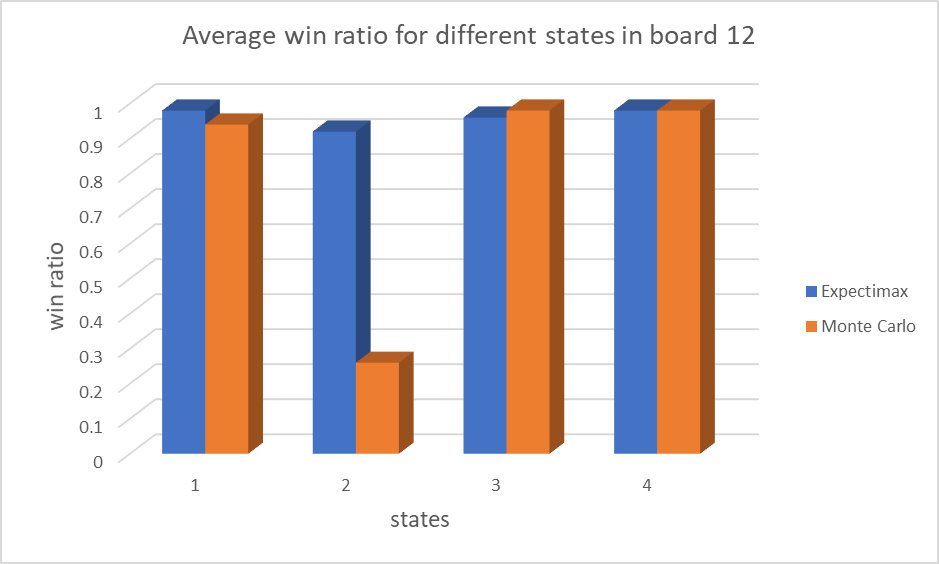 Average win ratio for different states in board 12
1
0.9
0.8
0.7
0.6
0.5
0.4
0.3
0.2
0.1
0
win ratio
1 2 3 4
states
Expectimax
Monte Carlo